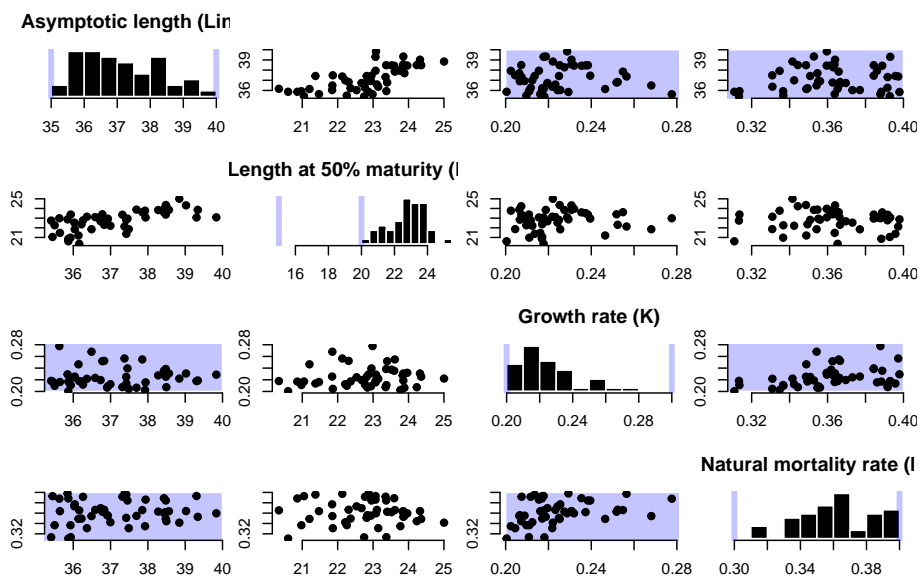 Asymptotic length (Lin
39 39 39
36 36 36
35 36 37 38 39 40 21 22 23 24 25 0.20 0.24 0.28 0.32 0.36 0.40
Length at 50% maturity (l
25 25 25
21 21 21
36 37 38 39 40 16 18 20 22 24 0.20 0.24 0.28 0.32 0.36 0.40
Growth rate (K)
0.28 0.28 0.28
0.20 0.20 0.20
36 37 38 39 40 21 22 23 24 25 0.20 0.24 0.28 0.32 0.36 0.40
Natural mortality rate (l
0.32 0.32 0.32
36 37 38 39 40 21 22 23 24 25 0.20 0.24 0.28 0.30 0.34 0.38